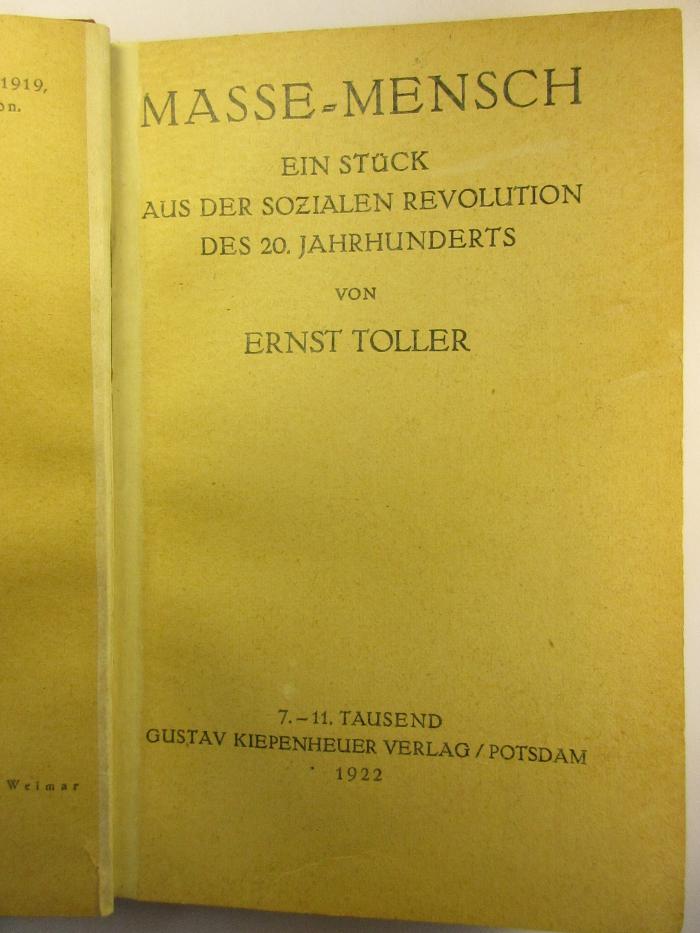 1919,
on.
Weimar
MASSE=MENSCH
EIN STÜCK
AUS DER SOZIALEN REVOLUTION
DES 20. JAHRHUNDERTS
VON
ERNST TOLLER
7.–11. TAUSEND
GUSTAV KIEPENHEUER VERLAG / POTSDAM
1922